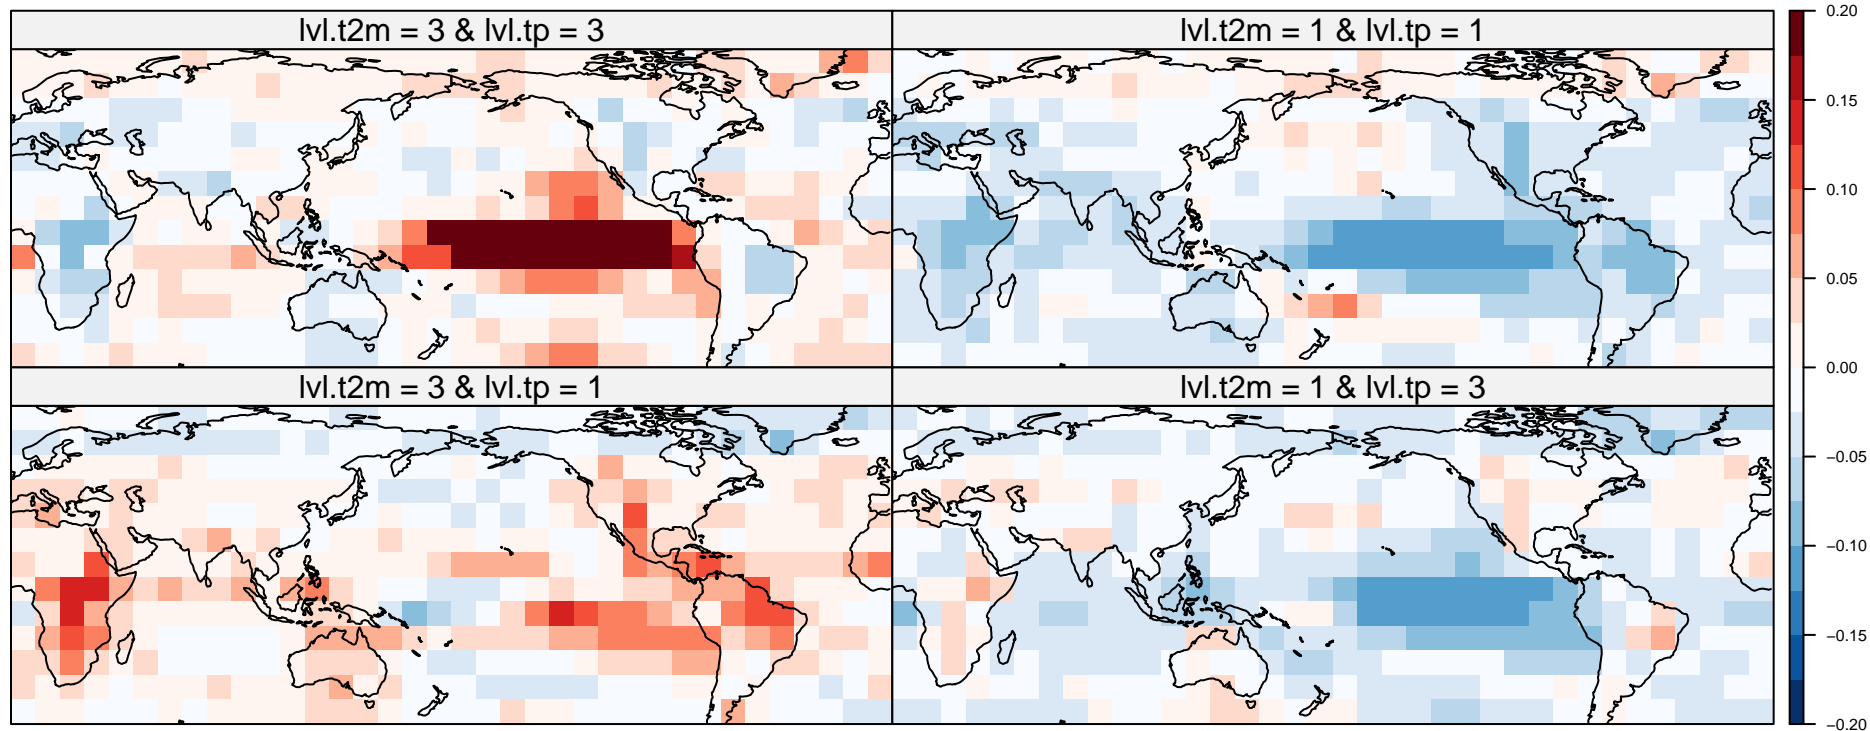 lvl.t2m = 3 & lvl.tp = 3
lvl.t2m = 1 & lvl.tp = 1
lvl.t2m = 3 & lvl.tp = 1
lvl.t2m = 1 & lvl.tp = 3
0.20
0.15
0.10
0.05
0.00
−0.05
−0.10
−0.15
−0.20